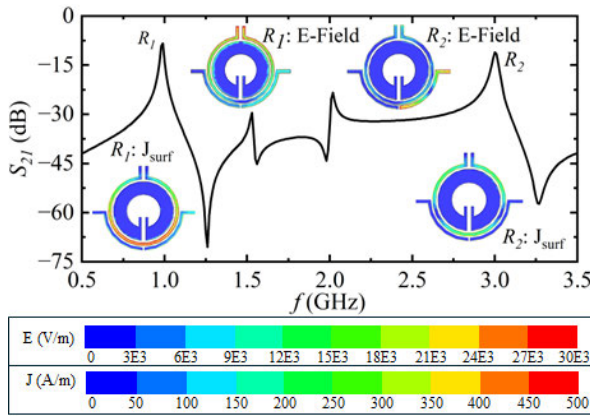 -15
-30
-45
-60
-75
S21 (dB)
R1
R1: E-Field
R2: E-Field
R2
R1: Jsurf
R2: Jsurf
0.5 1.0 1.5 2.0 2.5 3.0 3.5
f (GHz)
E (V/m)
0 3E3 6E3 9E3 12E3 15E3 18E3 21E3 24E3 27E3 30E3
J (A/m)
0 50 100 150 200 250 300 350 400 450 500